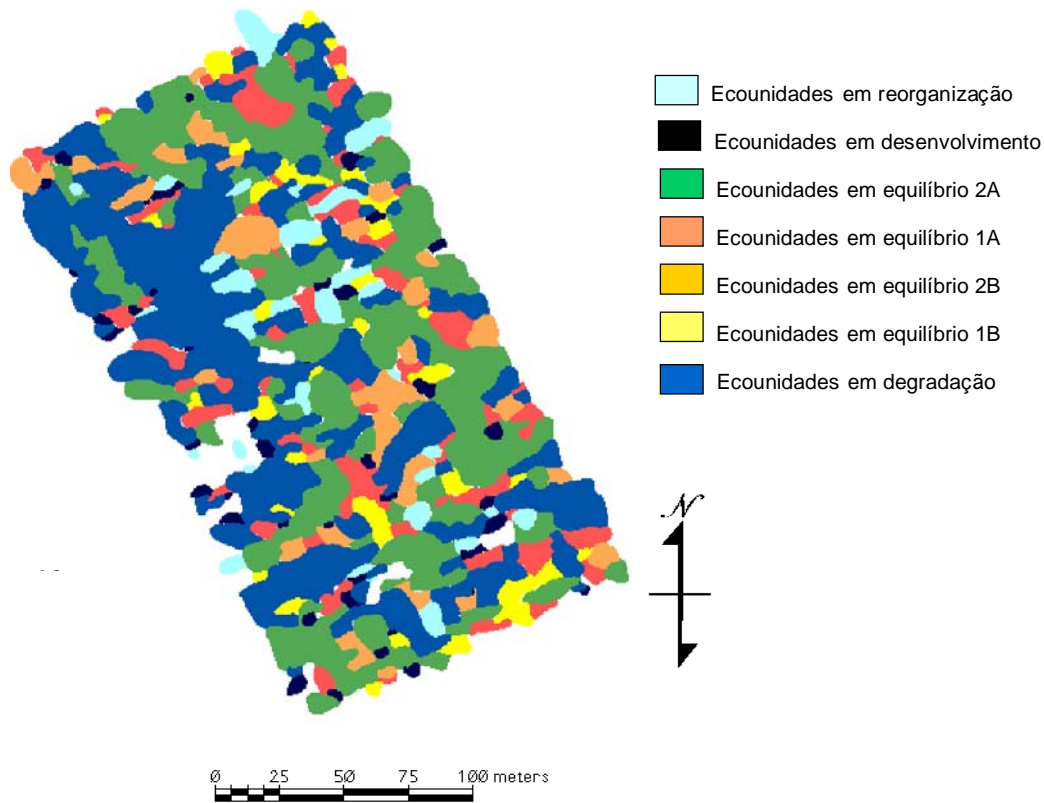 Ecounidades em reorganização
Ecounidades em desenvolvimento
Ecounidades em equilíbrio 2A
Ecounidades em equilíbrio 1A
Ecounidades em equilíbrio 2B
Ecounidades em equilíbrio 1B
Ecounidades em degradação
N
0 25 50 75 100 meters